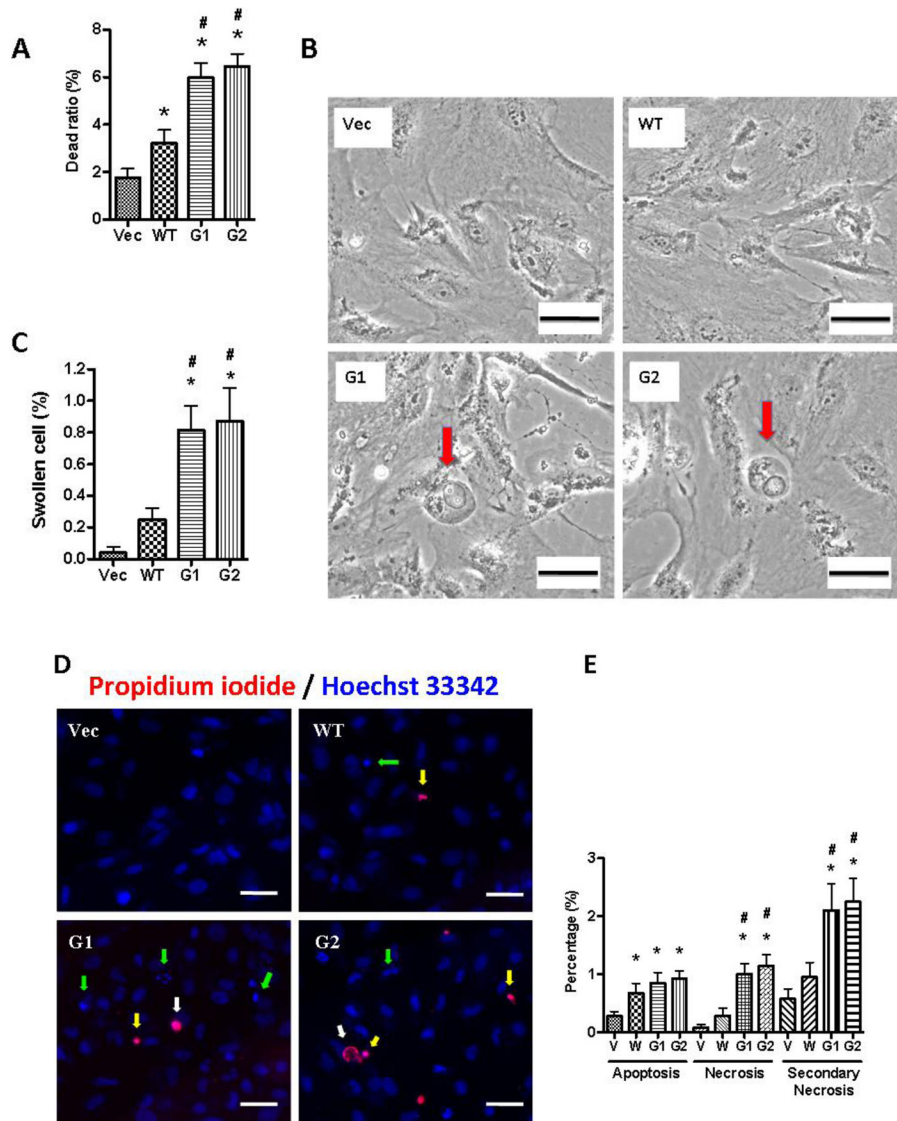 A
Dead ratio (%)
8
6
4
2
0
*
#
*
#
*
Vec WT G1 G2
B
Vec
WT
G1
G2
C
Swollen cell (%)
1.2
1.0
0.8
0.6
0.4
0.2
0.0
#
*
#
*
Vec WT G1 G2
D
Propidium iodide / Hoechst 33342
Vec
WT
G1
G2
E
Percentage (%)
3
2
1
0
*
*
*
#
*
#
*
#
*
#
*
V W G1 G2 V W G1 G2 V W G1 G2
Apoptosis Necrosis Secondary
Necrosis